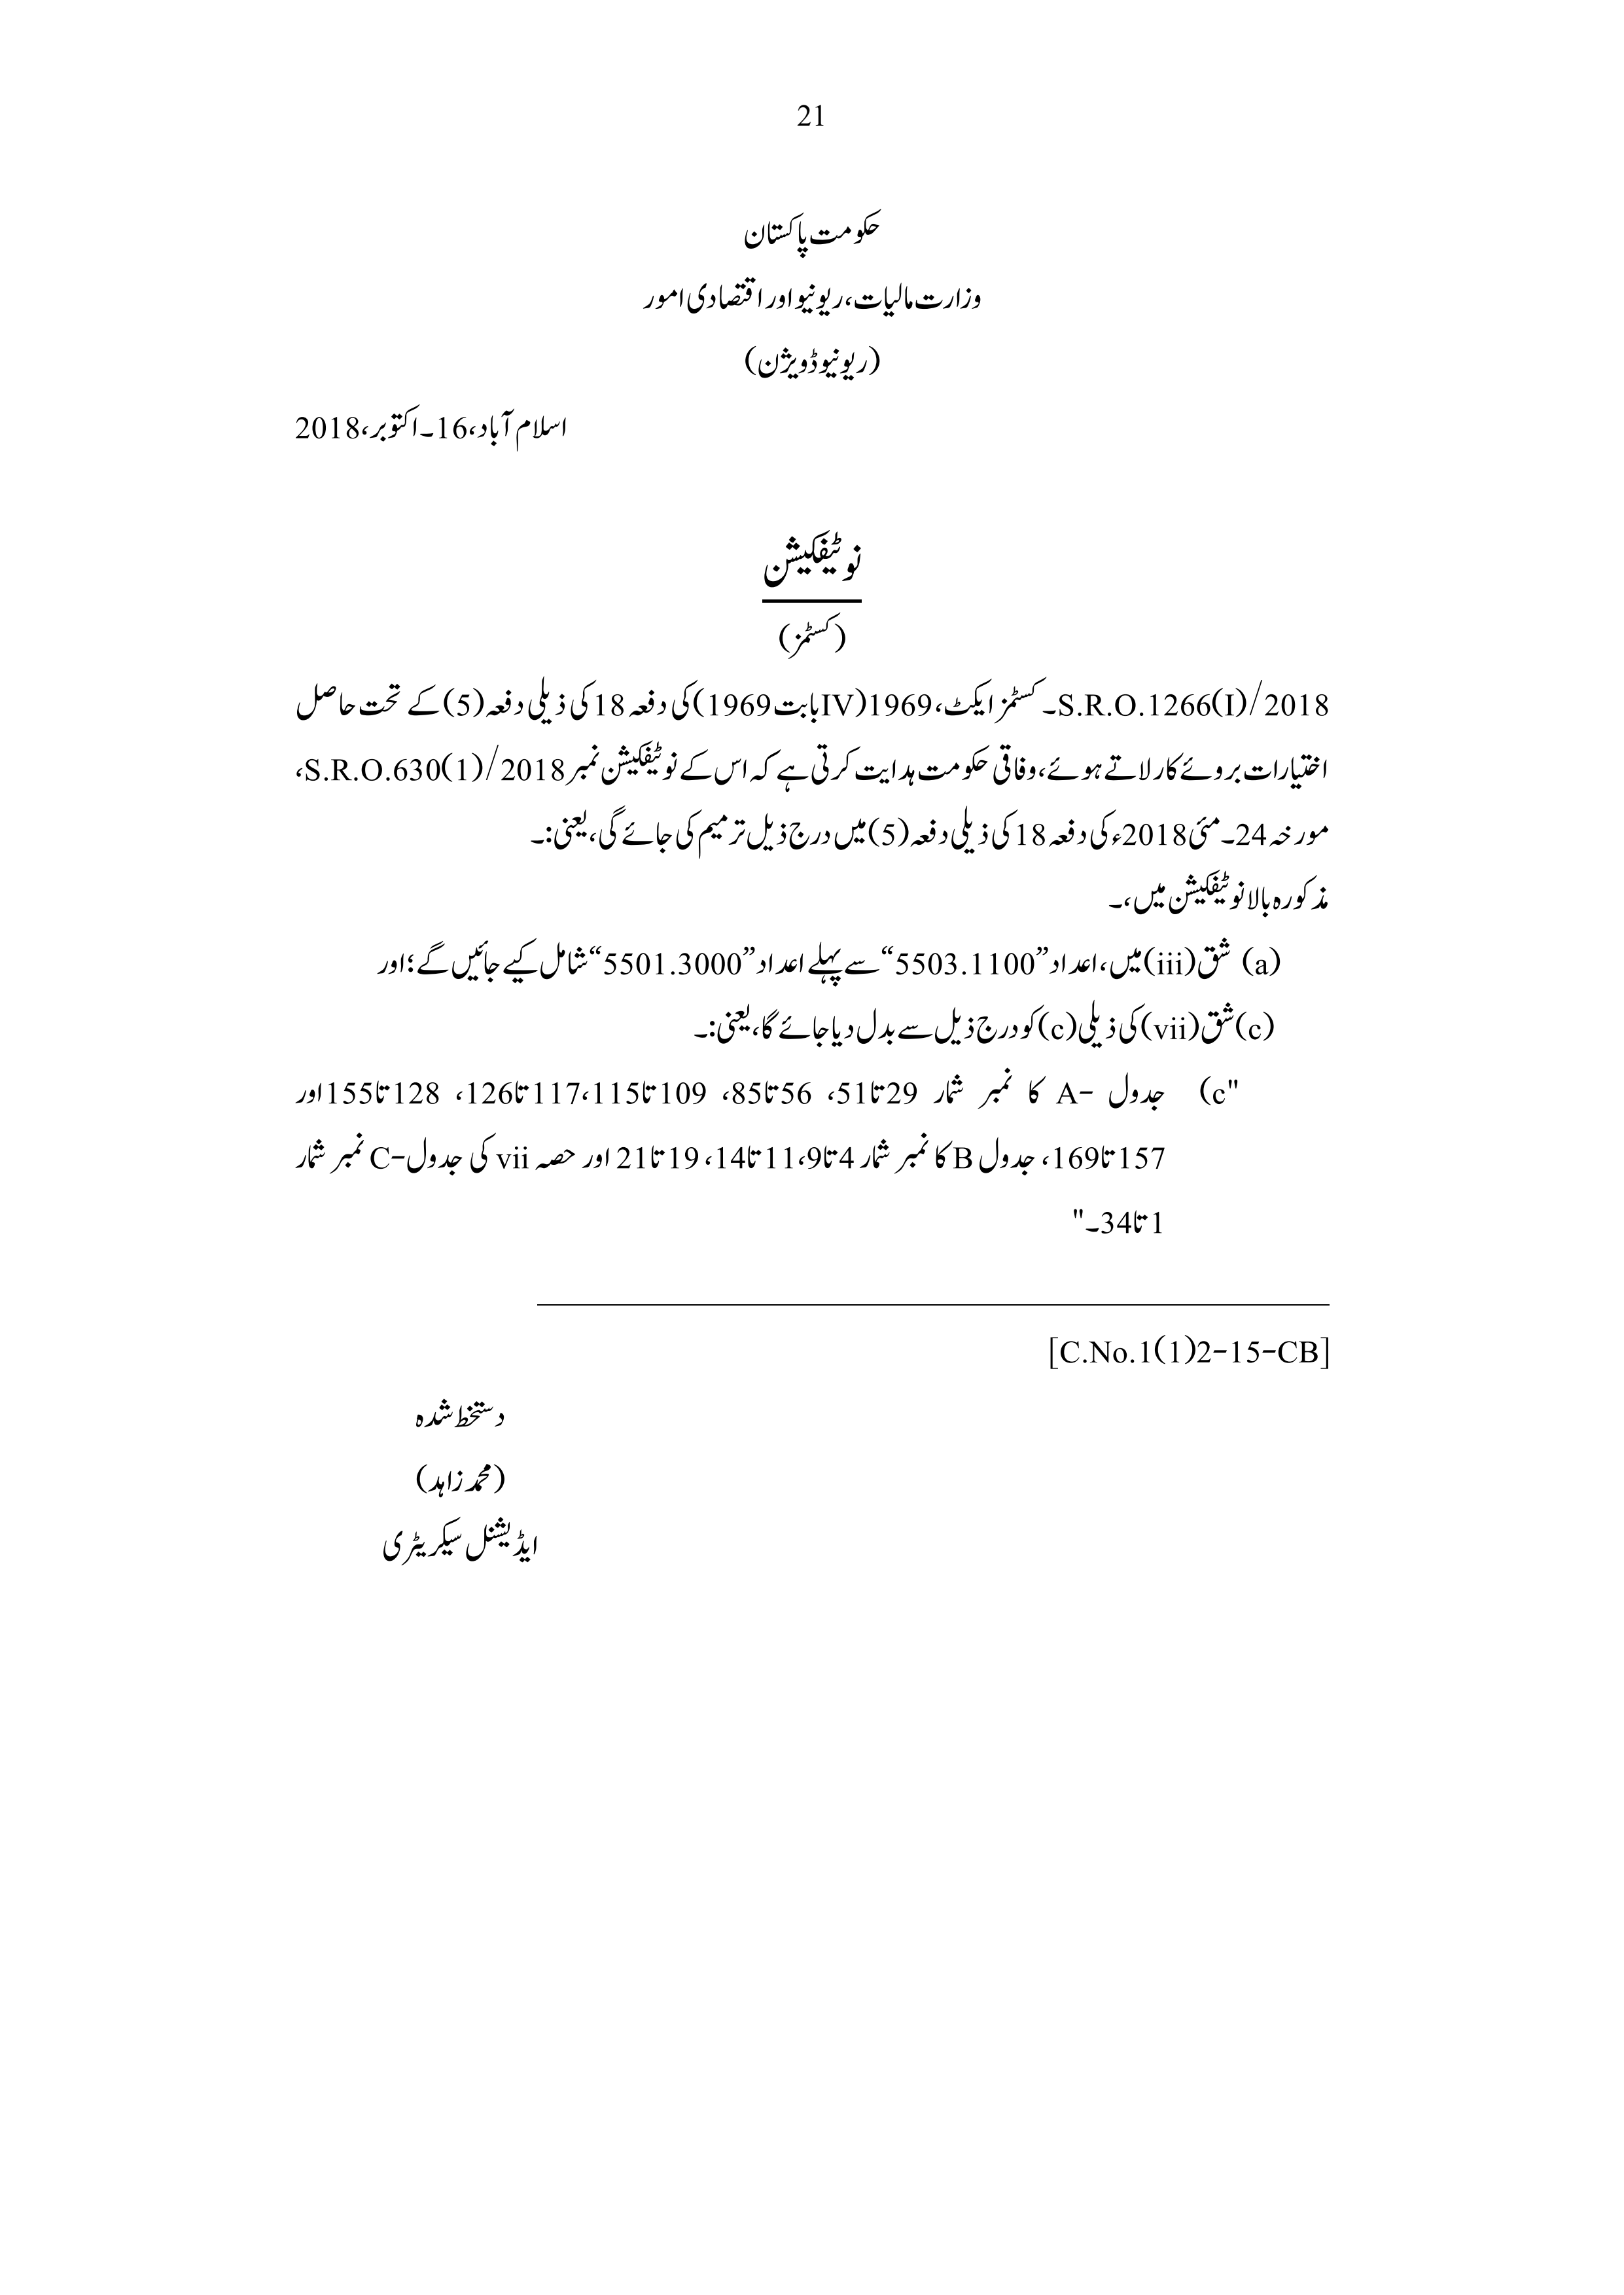 21
حکومت پاکستان
وزارت مالیات، ریونیو اور اقتصادی امور
(ریونیو ڈویژن)
اسلام آباد، 16۔اکتوبر، 2018
نوٹیفکیشن
(کسٹمز)
S.R.O.1266(I)/2018۔ کسٹمز ایکٹ، 1969(IV بابت 1969) کی دفعہ 18 کی ذیلی دفعہ (5) کے تحت حاصل
اختیارات بروئے کار لاتے ہوئے، وفاقی حکومت ہدایت کرتی ہے کہ اس کے نوٹیفکیشن نمبر S.R.O.630(1)/2018،
مورخہ 24۔مئی 2018ء کی دفعہ 18 کی ذیلی دفعہ (5) میں درج ذیل ترمیم کی جائے گی، یعنی:۔
مذکورہ بالا نوٹیفکیشن میں،۔
(a) شق (iii) میں، اعداد ”5503.1100“ سے پہلے اعداد ”5501.3000“ شامل کیے جائیں گے؛ اور
(c) شق (vii) کی ذیلی (c) کو درج ذیل سے بدل دیا جائے گا، یعنی:۔
"c) جدول -A کا نمبر شمار 29 تا 51، 56 تا 85، 109 تا 115، 117 تا 126، 128 تا 155 اور
157 تا 169، جدول B کا نمبر شمار 4 تا 9، 11 تا 14، 19 تا 21 اور حصہ vii کی جدول-C نمبر شمار
1 تا 34۔"
[C.No.1(1)2-15-CB]
دستخط شدہ
(محمد زاہد)
ایڈیشنل سیکریٹری